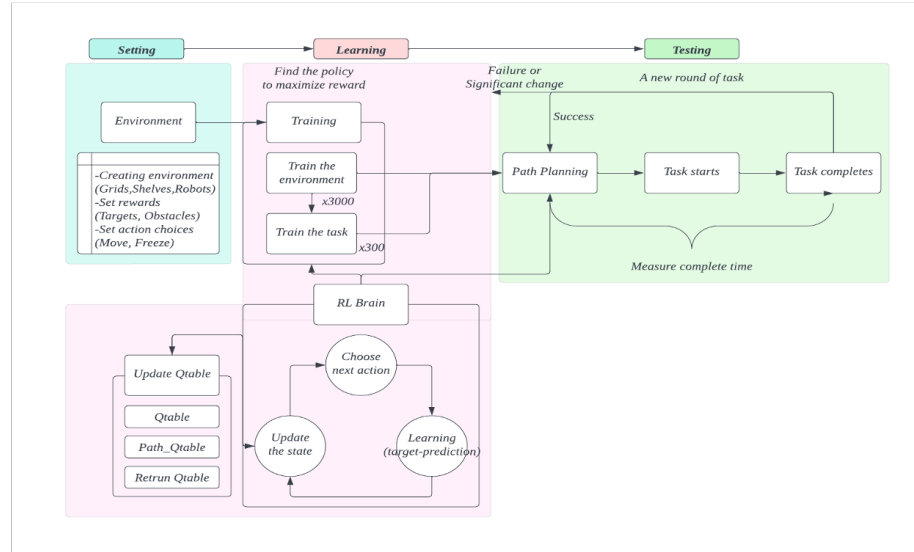 Setting
Learning
Testing
Find the policy
to maximize reward
Failure or
Significant change
A new round of task
Environment
Training
Success
-Creating environment
(Grids,Shelves,Robots)
-Set rewards
(Targets, Obstacles)
-Set action choices
(Move, Freeze)
Train the
environment
x3000
Train the task
x300
Path Planning
Task starts
Task completes
Measure complete time
RL Brain
Update Qtable
Qtable
Path_Qtable
Retrun Qtable
Choose
next action
Update
the state
Learning
(target-prediction)